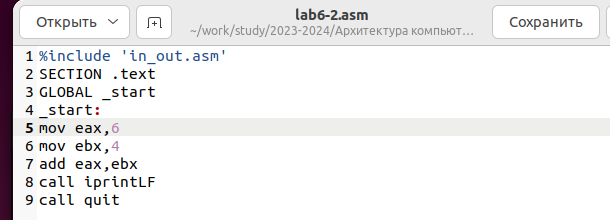 Открыть
lab6-2.asm
~/work/study/2023-2024/Архитектура компьют...
Сохранить
1 %include 'in_out.asm'
2 SECTION .text
3 GLOBAL _start
4 _start:
5 mov eax,6
6 mov ebx,4
7 add eax,ebx
8 call iprintLF
9 call quit